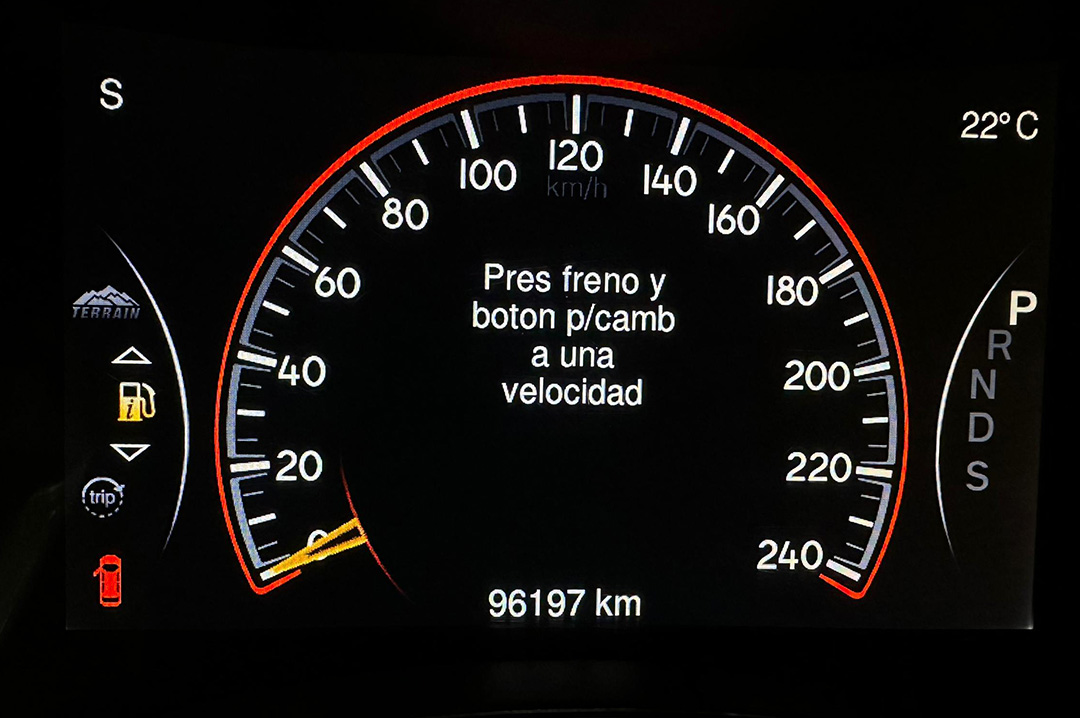 S
22°C
120
km/h
100
140
80
160
60
180
40
200
20
220
0
240
Pres freno y
boton p/camb
a una
velocidad
TERRAIN
i
trip
P
R
N
D
S
96197 km